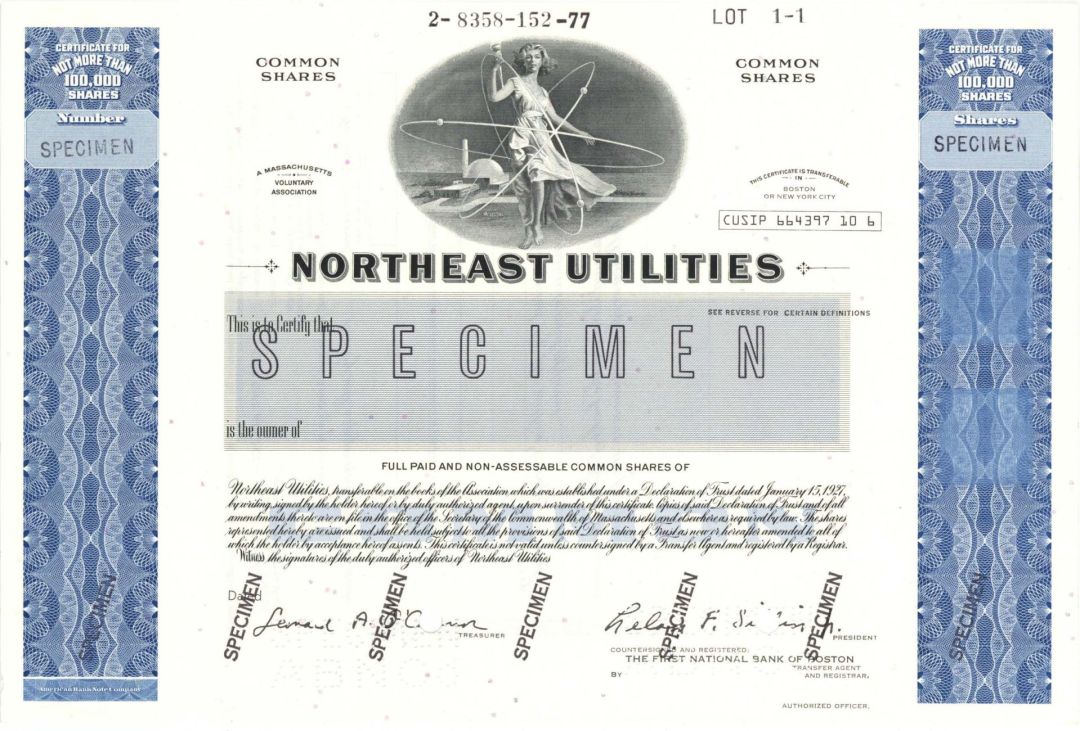 2- 8358-152-77
LOT 1-1
CERTIFICATE FOR
NOT MORE THAN
100,000
SHARES
Number
SPECIMEN
COMMON
SHARES
COMMON
SHARES
CERTIFICATE FOR
NOT MORE THAN
100,000
SHARES
Shares
SPECIMEN
A MASSACHUSETTS
VOLUNTARY
ASSOCIATION
THIS CERTIFICATE IS TRANSFERABLE
IN
BOSTON
OR NEW YORK CITY
CUSIP 664397 10 6
NORTHEAST UTILITIES
SEE REVERSE FOR CERTAIN DEFINITIONS
This is to Certify that
SPECIMEN
is the owner of
FULL PAID AND NON-ASSESSABLE COMMON SHARES OF
Northeast Utilities, transferable on the books of the Association which was established under a Declaration of Trust dated January 15, 1927,
by writing signed by the holder hereof or by duly authorized agent, upon surrender of this certificate. Copies of said Declaration of Trust and of all
amendments thereto are on file in the office of the Secretary of the Commonwealth of Massachusetts and elsewhere as required by law. The shares
represented hereby are issued and shall be held subject to all the provisions of said Declaration of Trust as now or hereafter amended to all of
which the holder by acceptance hereof assents. This certificate is not valid unless countersigned by a Transfer Agent and registered by a Registrar.
Witness the signatures of the duly authorized officers of Northeast Utilities
Dated
SPECIMEN
SPECIMEN
SPECIMEN
SPECIMEN
SPECIMEN
SPECIMEN
SPECIMEN
TREASURER
PRESIDENT
COUNTERSIGNED AND REGISTERED:
THE FIRST NATIONAL BANK OF BOSTON
TRANSFER AGENT
AND REGISTRAR.
BY
AUTHORIZED OFFICER.
American Bank Note Company